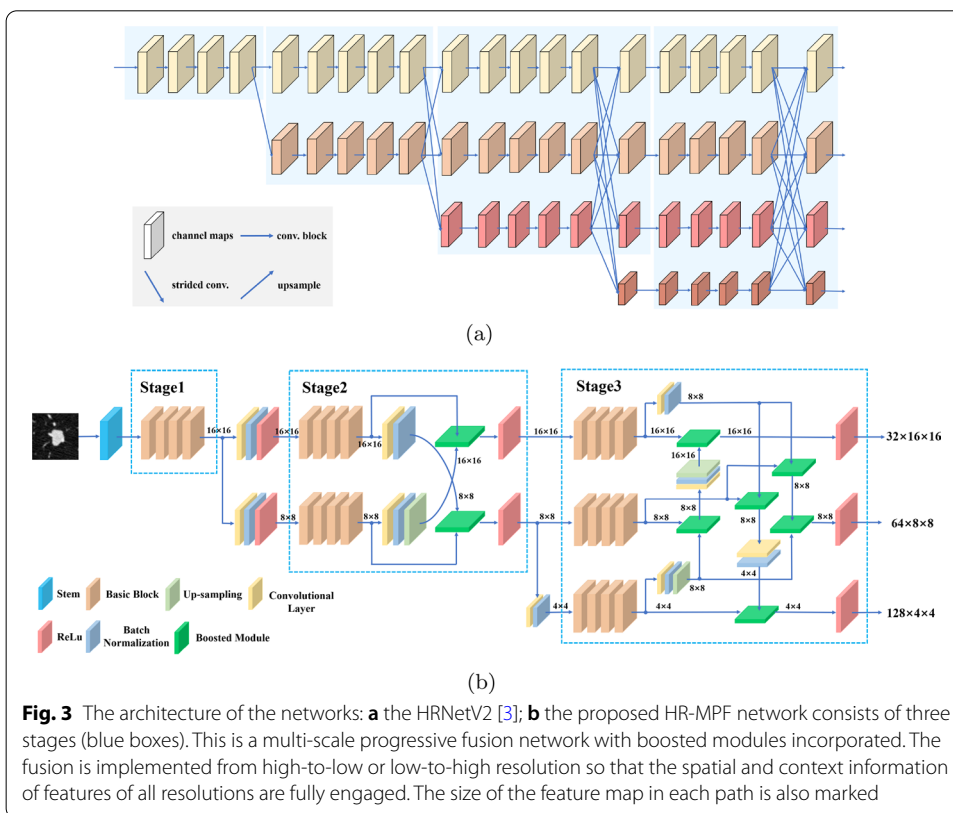 channel maps
conv. block
strided conv.
upsample
(a)
Stage1
Stage2
Stage3
16×16
16×16
16×16
16×16
8×8
16×16
16×16
8×8
8×8
8×8
16×16
16×16
8×8
8×8
8×8
8×8
8×8
8×8
8×8
8×8
4×4
4×4
4×4
4×4
32×16×16
64×8×8
128×4×4
Stem
Basic Block
Up-sampling
Convolutional
Layer
ReLu
Batch
Normalization
Boosted Module
(b)
Fig. 3 The architecture of the networks: a the HRNetV2 [3]; b the proposed HR-MPF network consists of three
stages (blue boxes). This is a multi-scale progressive fusion network with boosted modules incorporated. The
fusion is implemented from high-to-low or low-to-high resolution so that the spatial and context information
of features of all resolutions are fully engaged. The size of the feature map in each path is also marked